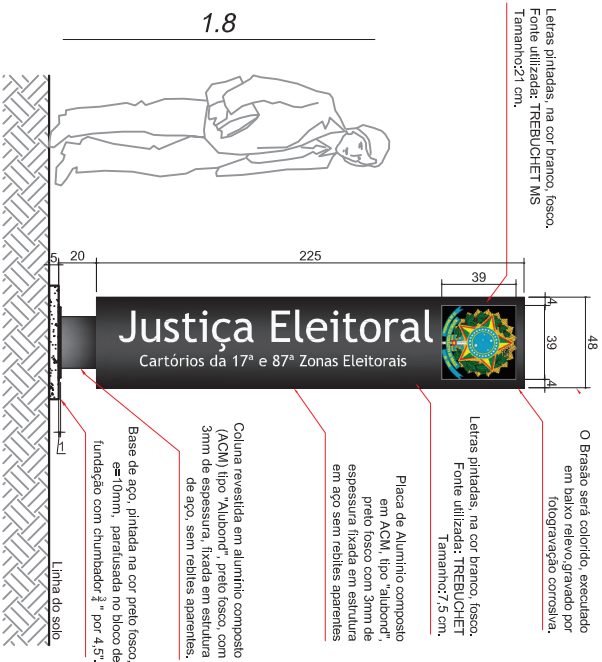 1.8
Letras pintadas, na cor branco, fosco.
Fonte utilizada: TREBUCHET MS
Tamanho:21 cm.
5
20
225
39
4
39
4
48
1
Justiça Eleitoral
Cartórios da 17ª e 87ª Zonas Eleitorais
O Brasão será colorido, executado
em baixo relevo,gravado por
fotogravação corrosiva.
Letras pintadas, na cor branco, fosco.
Fonte utilizada: TREBUCHET
Tamanho:7,5 cm.
Placa de Alumínio composto
em ACM, tipo "alubond",
preto fosco com 3mm de
espessura fixada em estrutura
em aço sem rebites aparentes
Coluna revestida em alumínio composto
(ACM) tipo "Alubond", preto fosco, com
3mm de espessura, fixada em estrutura
de aço, sem rebites aparentes.
Base de aço, pintada na cor preto fosco,
e=10mm, parafusada no bloco de
fundação com chumbador 3/4" por 4,5".
Linha do solo